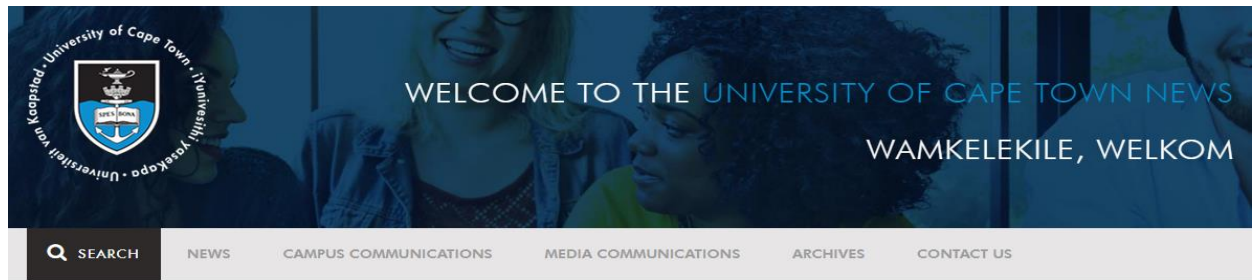 University of Cape Town · iYunivesithi yaseKapa · Universiteit van Kaapstad ·
SPES BONA
WELCOME TO THE UNIVERSITY OF CAPE TOWN NEWS
WAMKELEKILE, WELKOM
SEARCH NEWS CAMPUS COMMUNICATIONS MEDIA COMMUNICATIONS ARCHIVES CONTACT US